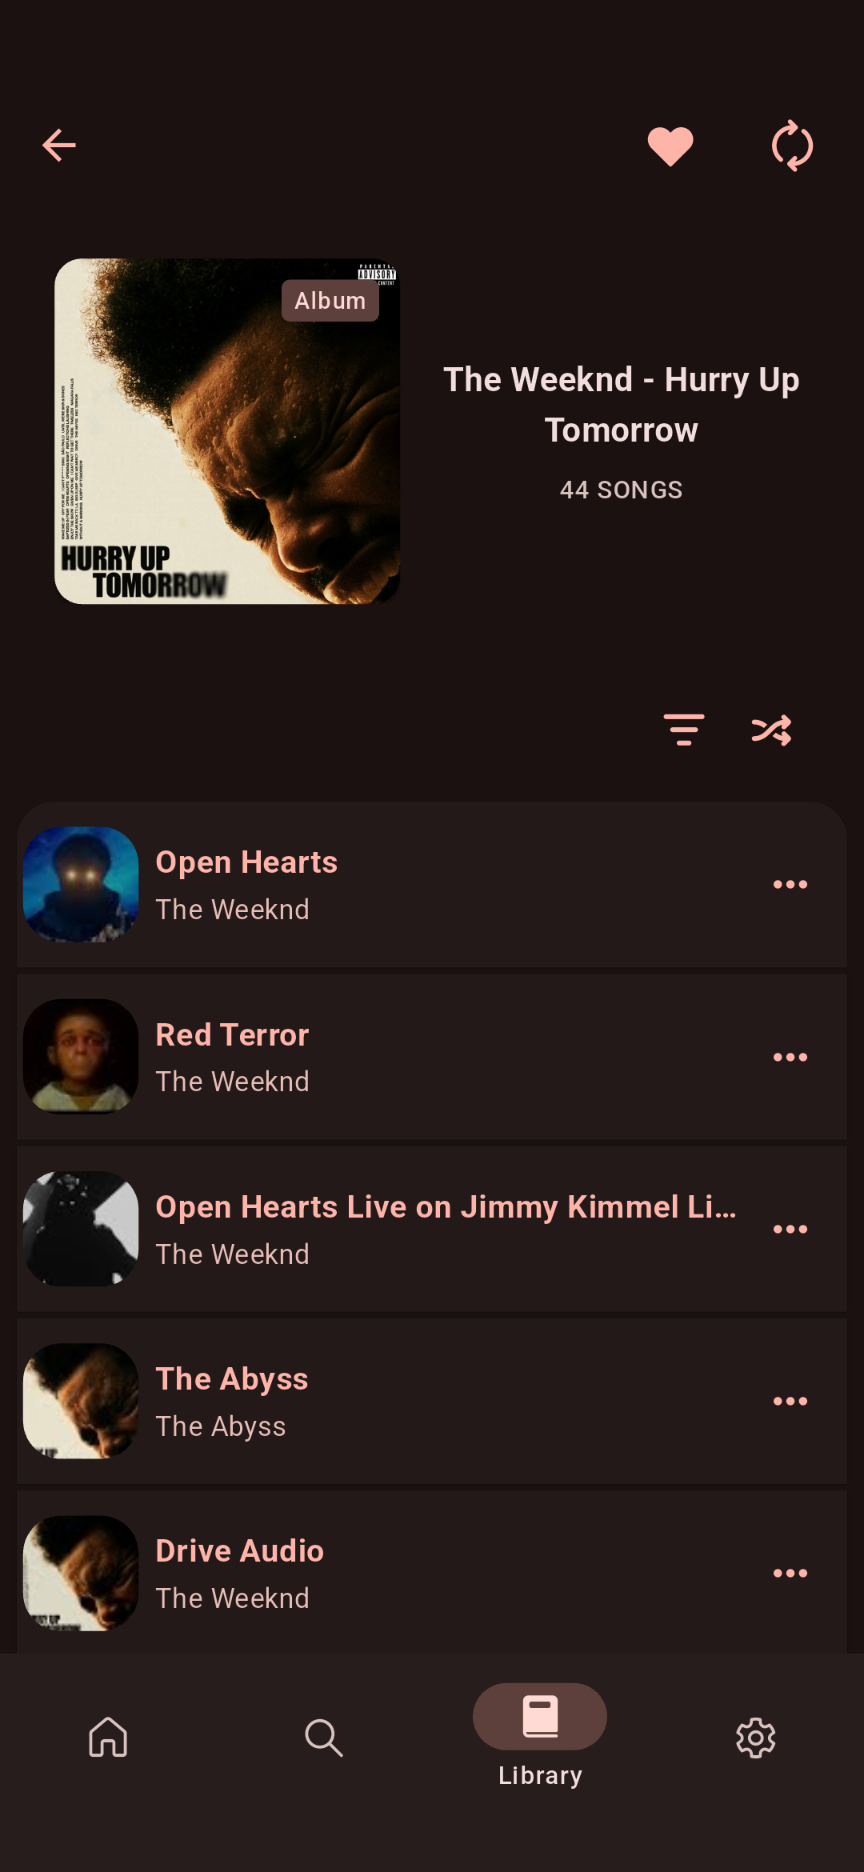 ADVISORY
Album
HURRY UP
TOMORROW
The Weeknd - Hurry Up
Tomorrow
44 SONGS
Open Hearts
The Weeknd
Red Terror
The Weeknd
Open Hearts Live on Jimmy Kimmel Li...
The Weeknd
The Abyss
The Abyss
Drive Audio
The Weeknd
Library